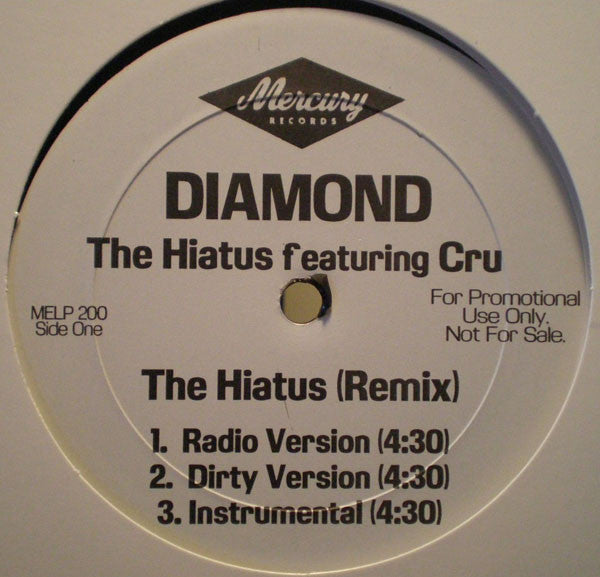 Mercury
RECORDS
DIAMOND
The Hiatus featuring Cru
MELP 200
Side One
For Promotional
Use Only.
Not For Sale.
The Hiatus (Remix)
1. Radio Version (4:30)
2. Dirty Version (4:30)
3. Instrumental (4:30)